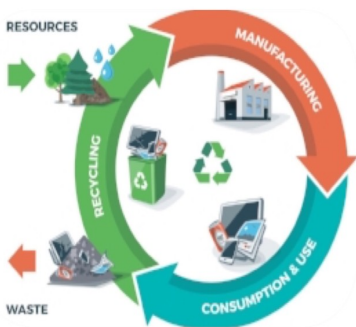 RESOURCES
MANUFACTURING
RECYCLING
CONSUMPTION & USE
WASTE